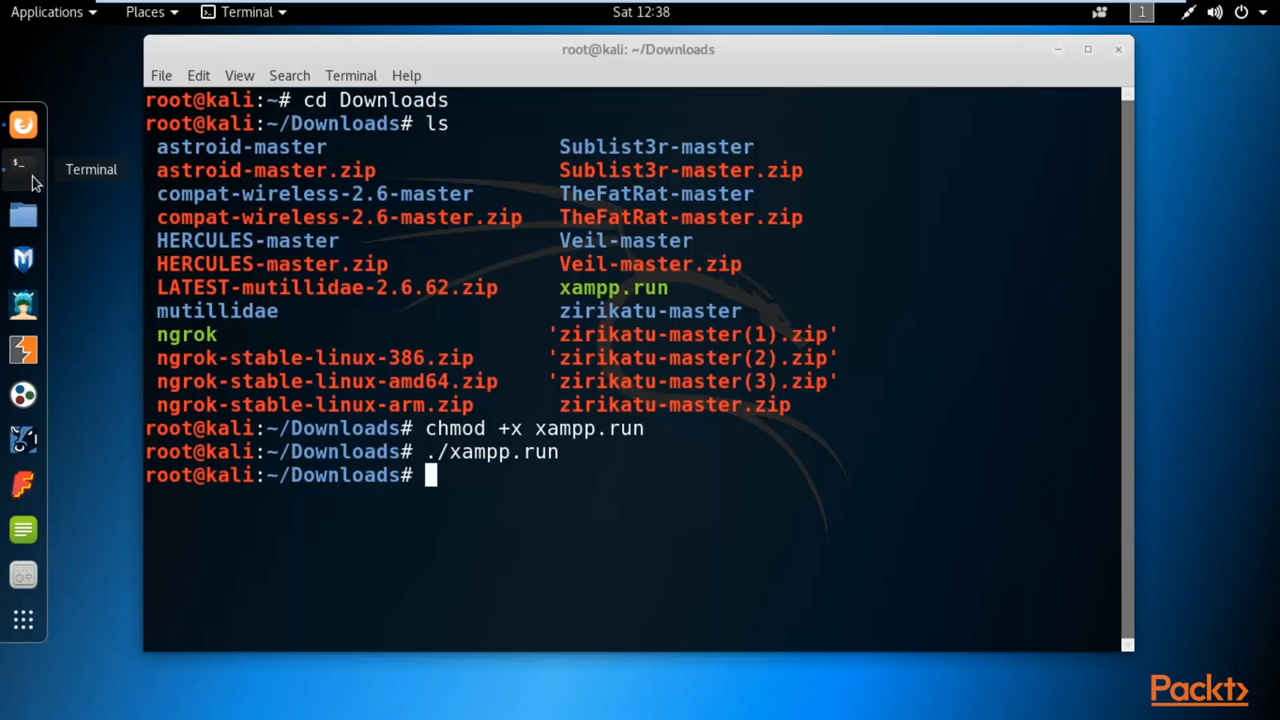 Applications Places Terminal Sat 12:38 1
root@kali: ~/Downloads
File Edit View Search Terminal Help
root@kali:~# cd Downloads
root@kali:~/Downloads# ls
astroid-master Sublist3r-master
astroid-master.zip Sublist3r-master.zip
compat-wireless-2.6-master TheFatRat-master
compat-wireless-2.6-master.zip TheFatRat-master.zip
HERCULES-master Veil-master
HERCULES-master.zip Veil-master.zip
LATEST-mutillidae-2.6.62.zip xampp.run
mutillidae zirikatu-master
ngrok 'zirikatu-master(1).zip'
ngrok-stable-linux-386.zip 'zirikatu-master(2).zip'
ngrok-stable-linux-amd64.zip 'zirikatu-master(3).zip'
ngrok-stable-linux-arm.zip zirikatu-master.zip
root@kali:~/Downloads# chmod +x xampp.run
root@kali:~/Downloads# ./xampp.run
root@kali:~/Downloads#
$_
Terminal
Packt>